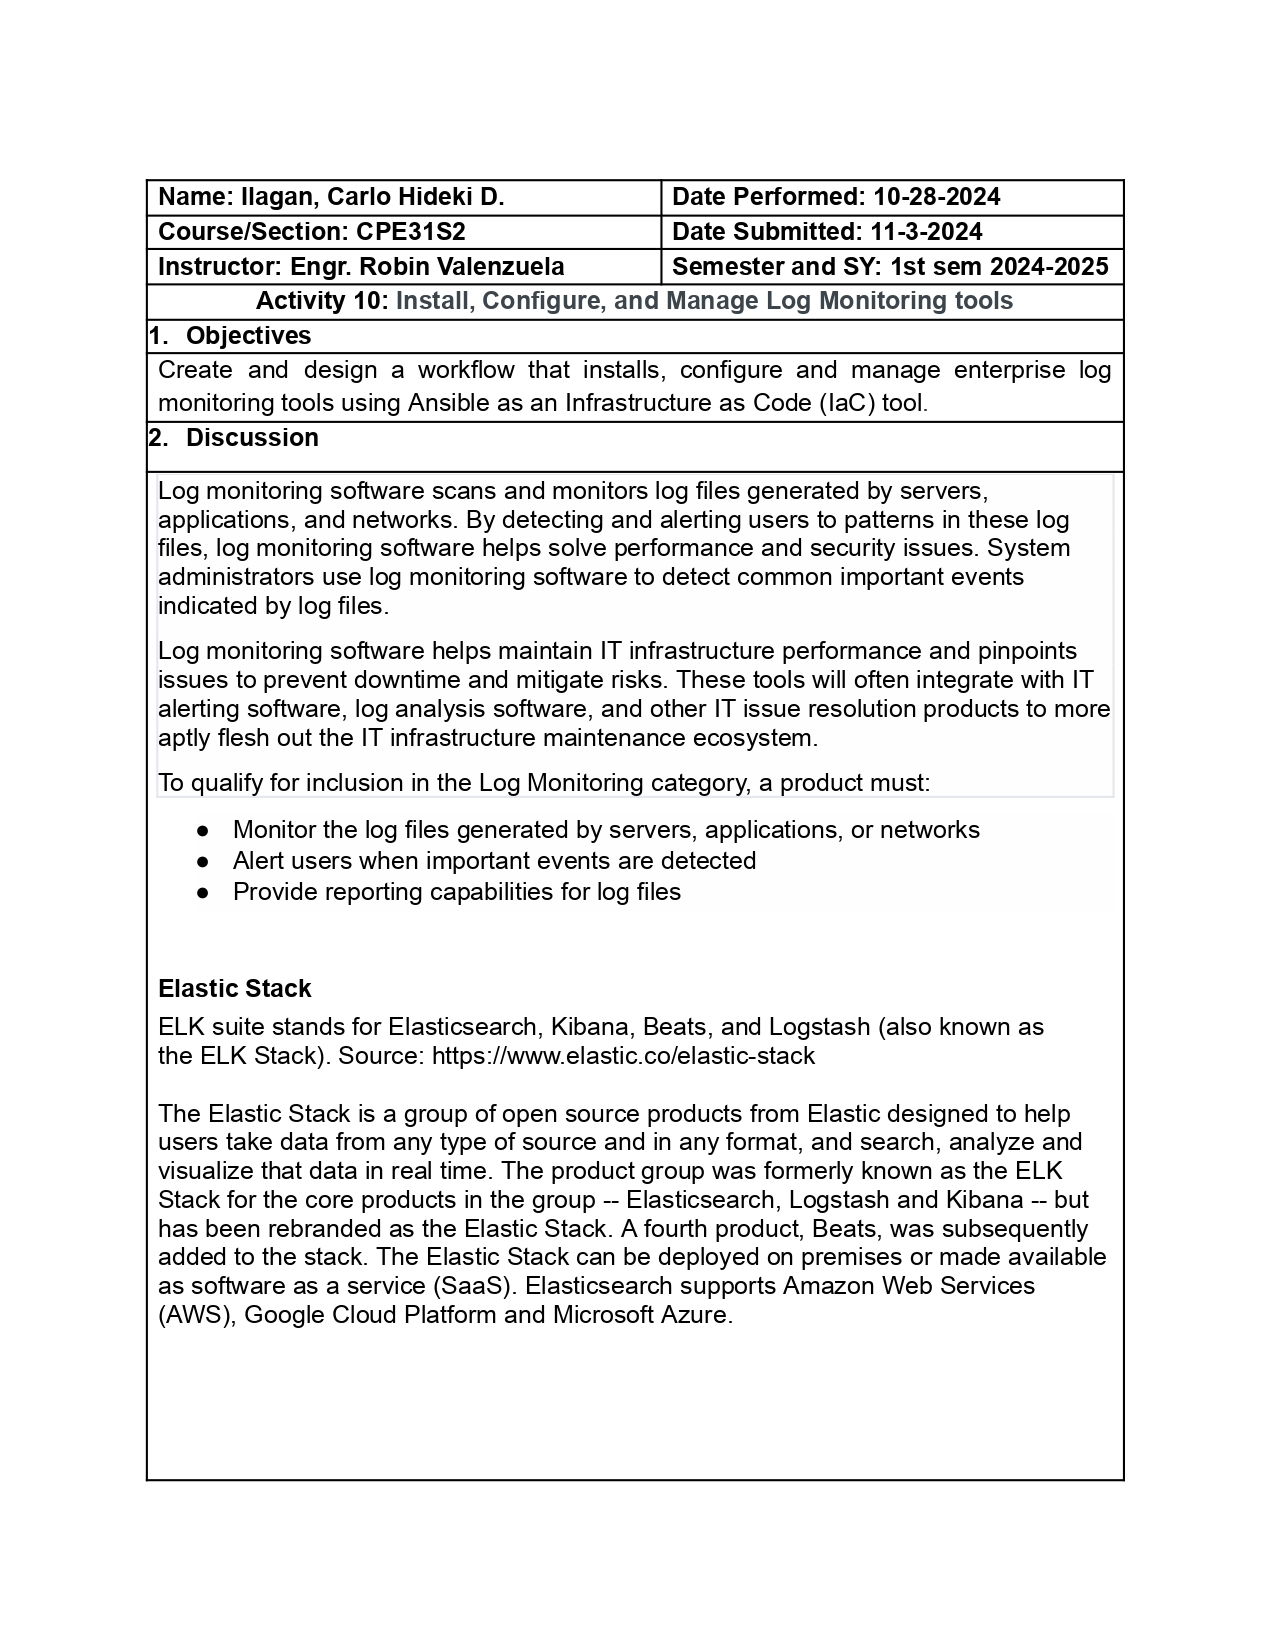 Name: Ilagan, Carlo Hideki D.
Date Performed: 10-28-2024
Course/Section: CPE31S2
Date Submitted: 11-3-2024
Instructor: Engr. Robin Valenzuela
Semester and SY: 1st sem 2024-2025
Activity 10: Install, Configure, and Manage Log Monitoring tools
1. Objectives
Create and design a workflow that installs, configure and manage enterprise log
monitoring tools using Ansible as an Infrastructure as Code (IaC) tool.
2. Discussion
Log monitoring software scans and monitors log files generated by servers,
applications, and networks. By detecting and alerting users to patterns in these log
files, log monitoring software helps solve performance and security issues. System
administrators use log monitoring software to detect common important events
indicated by log files.
Log monitoring software helps maintain IT infrastructure performance and pinpoints
issues to prevent downtime and mitigate risks. These tools will often integrate with IT
alerting software, log analysis software, and other IT issue resolution products to more
aptly flesh out the IT infrastructure maintenance ecosystem.
To qualify for inclusion in the Log Monitoring category, a product must:
● Monitor the log files generated by servers, applications, or networks
● Alert users when important events are detected
● Provide reporting capabilities for log files
Elastic Stack
ELK suite stands for Elasticsearch, Kibana, Beats, and Logstash (also known as
the ELK Stack). Source: https://www.elastic.co/elastic-stack
The Elastic Stack is a group of open source products from Elastic designed to help
users take data from any type of source and in any format, and search, analyze and
visualize that data in real time. The product group was formerly known as the ELK
Stack for the core products in the group -- Elasticsearch, Logstash and Kibana -- but
has been rebranded as the Elastic Stack. A fourth product, Beats, was subsequently
added to the stack. The Elastic Stack can be deployed on premises or made available
as software as a service (SaaS). Elasticsearch supports Amazon Web Services
(AWS), Google Cloud Platform and Microsoft Azure.